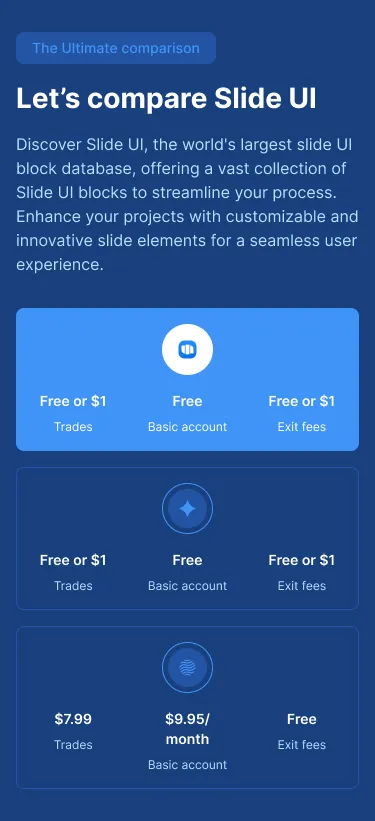 The Ultimate comparison
Let’s compare Slide UI
Discover Slide UI, the world's largest slide UI
block database, offering a vast collection of
Slide UI blocks to streamline your process.
Enhance your projects with customizable and
innovative slide elements for a seamless user
experience.
Free or $1
Trades
Free
Basic account
Free or $1
Exit fees
Free or $1
Trades
Free
Basic account
Free or $1
Exit fees
$7.99
Trades
$9.95/
month
Basic account
Free
Exit fees